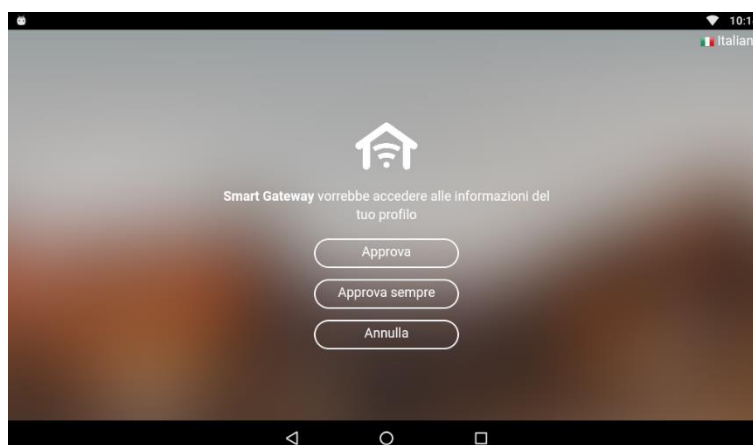 10:1
Italian
Smart Gateway vorrebbe accedere alle informazioni del
tuo profilo
Approva
Approva sempre
Annulla